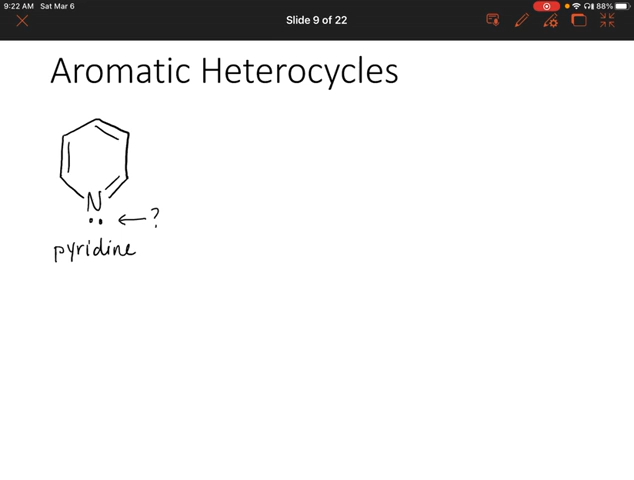 9:22 AM Sat Mar 6
88%
Slide 9 of 22
Aromatic Heterocycles
N
?
pyridine